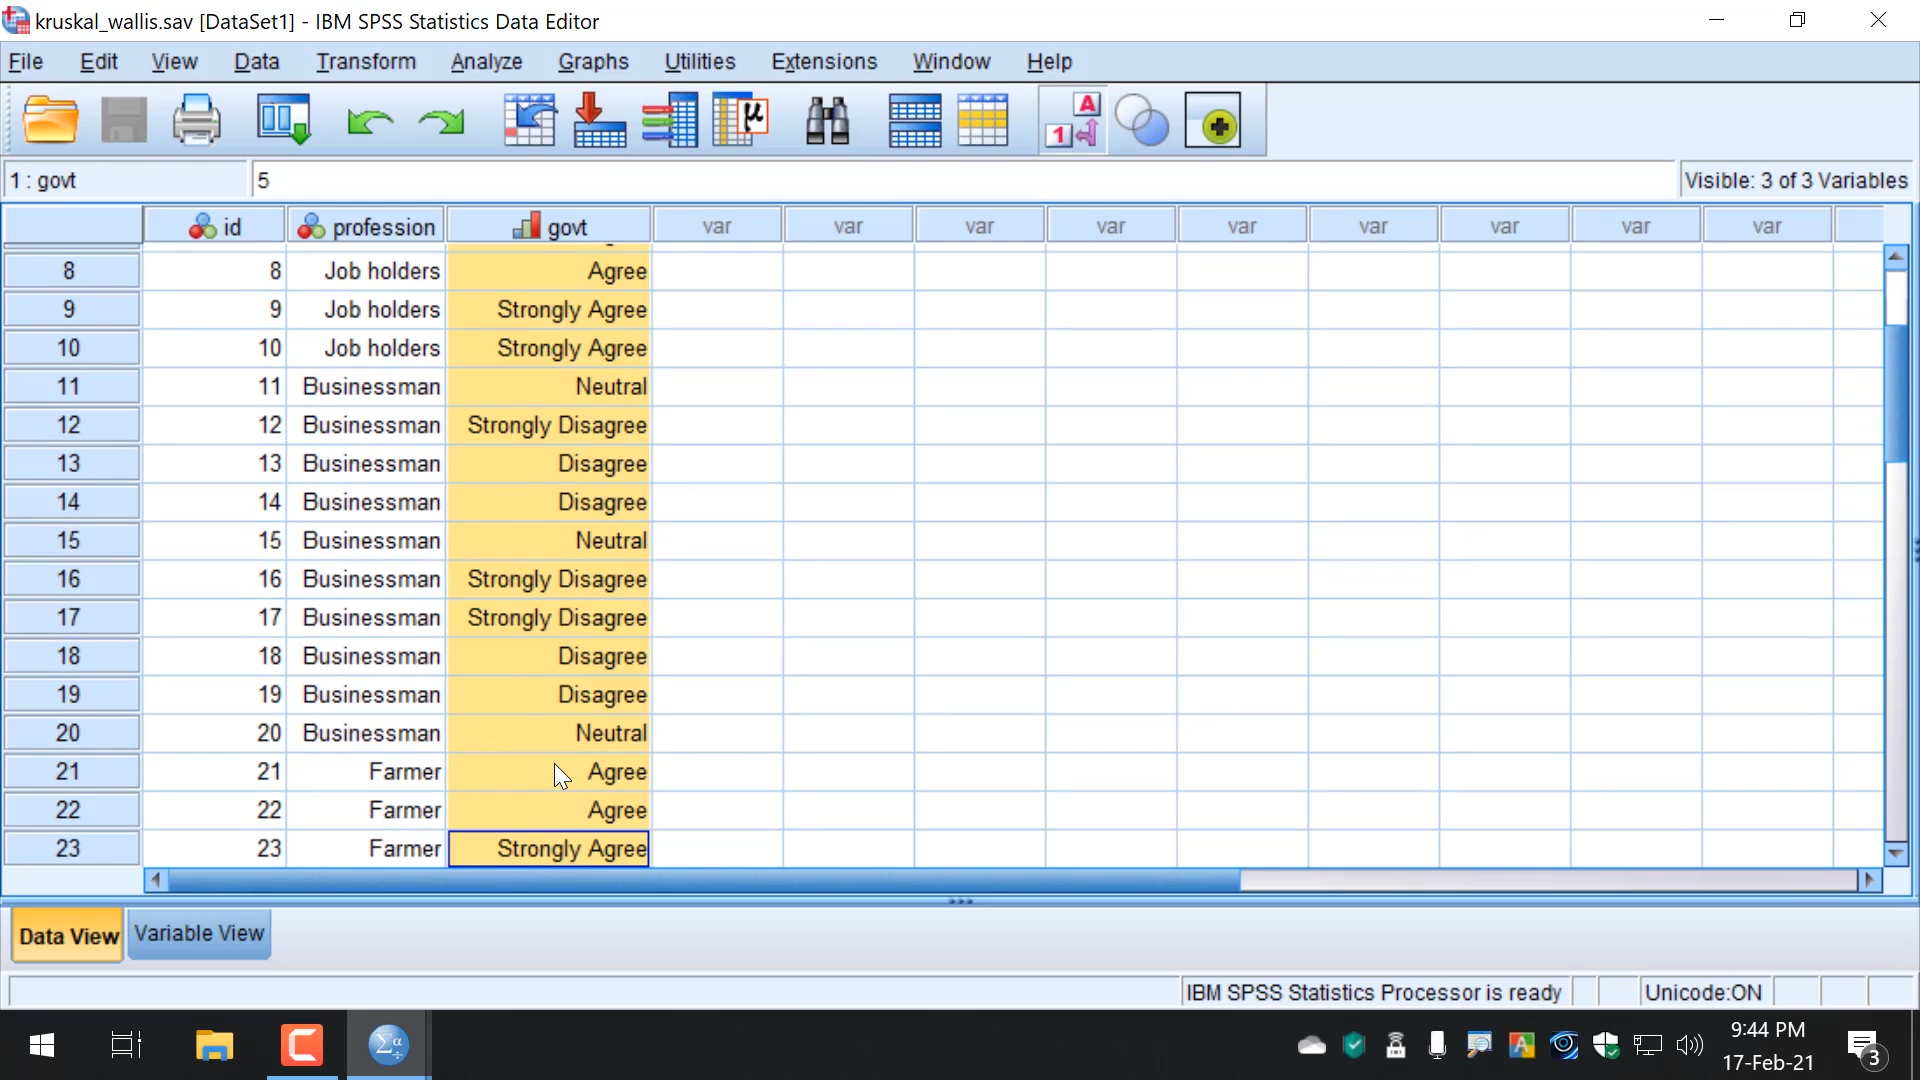 kruskal_wallis.sav [DataSet1] - IBM SPSS Statistics Data Editor
File Edit View Data Transform Analyze Graphs Utilities Extensions Window Help
1 : govt 5 Visible: 3 of 3 Variables
id profession govt var var var var var var var var var
8 8 Job holders Agree
9 9 Job holders Strongly Agree
10 10 Job holders Strongly Agree
11 11 Businessman Neutral
12 12 Businessman Strongly Disagree
13 13 Businessman Disagree
14 14 Businessman Disagree
15 15 Businessman Neutral
16 16 Businessman Strongly Disagree
17 17 Businessman Strongly Disagree
18 18 Businessman Disagree
19 19 Businessman Disagree
20 20 Businessman Neutral
21 21 Farmer Agree
22 22 Farmer Agree
23 23 Farmer Strongly Agree
Data View Variable View
IBM SPSS Statistics Processor is ready Unicode:ON
9:44 PM
17-Feb-21
3